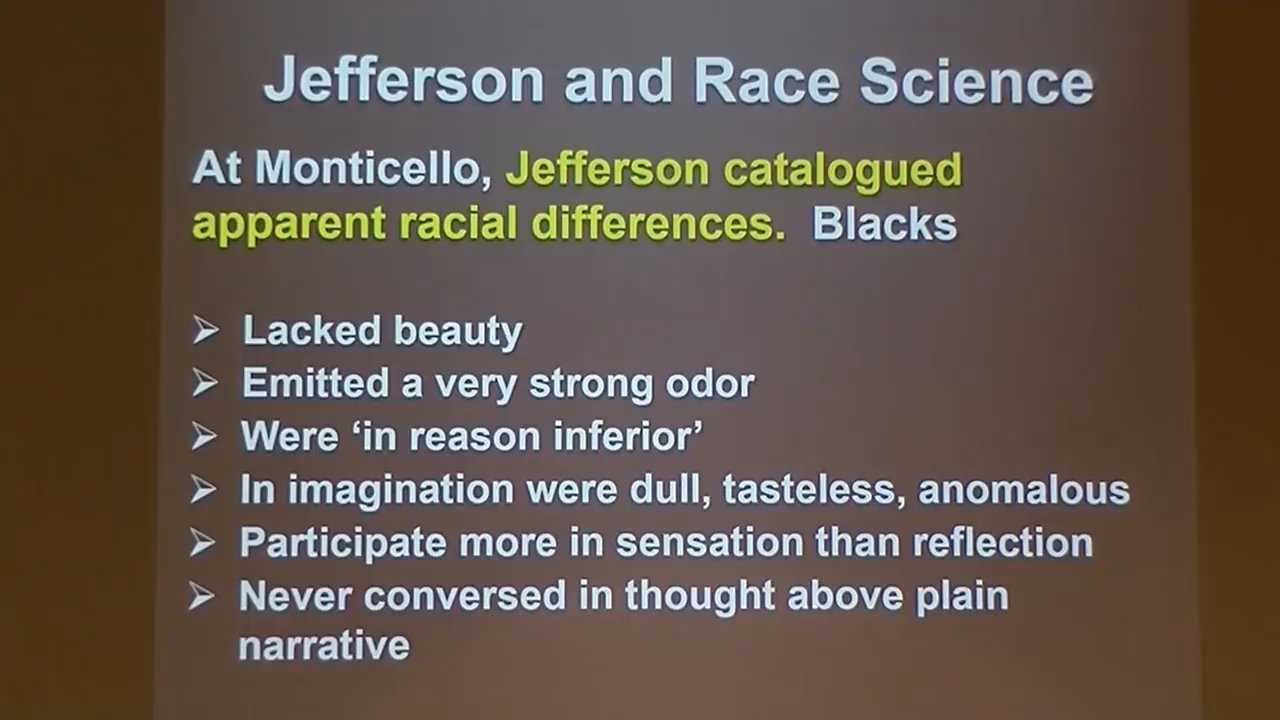 Jefferson and Race Science
At Monticello, Jefferson catalogued
apparent racial differences. Blacks
➢ Lacked beauty
➢ Emitted a very strong odor
➢ Were ‘in reason inferior’
➢ In imagination were dull, tasteless, anomalous
➢ Participate more in sensation than reflection
➢ Never conversed in thought above plain
narrative